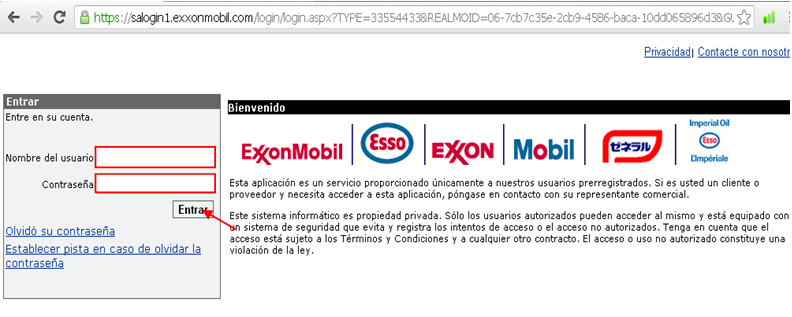 https://salogin1.exxonmobil.com/login/login.aspx?TYPE=33554433&REALMOID=06-7cb7c35e-2cb9-4586-baca-10dd065896d3&GU
Privacidad| Contacte con nosotr
Entrar
Entre en su cuenta.
Nombre del usuario
Contraseña
Entrar
Olvidó su contraseña
Establecer pista en caso de olvidar la
contraseña
Bienvenido
ExxonMobil
Esso
EXXON
Mobil
ゼネラル
Imperial Oil
Esso
L'Impériale
Esta aplicación es un servicio proporcionado únicamente a nuestros usuarios prerregistrados. Si es usted un cliente o
proveedor y necesita acceder a esta aplicación, póngase en contacto con su representante comercial.
Este sistema informático es propiedad privada. Sólo los usuarios autorizados pueden acceder al mismo y está equipado con
un sistema de seguridad que evita y registra los intentos de acceso o el acceso no autorizados. Tenga en cuenta que el
acceso está sujeto a los Términos y Condiciones y a cualquier otro contracto. El acceso o uso no autorizado constituye una
violación de la ley.